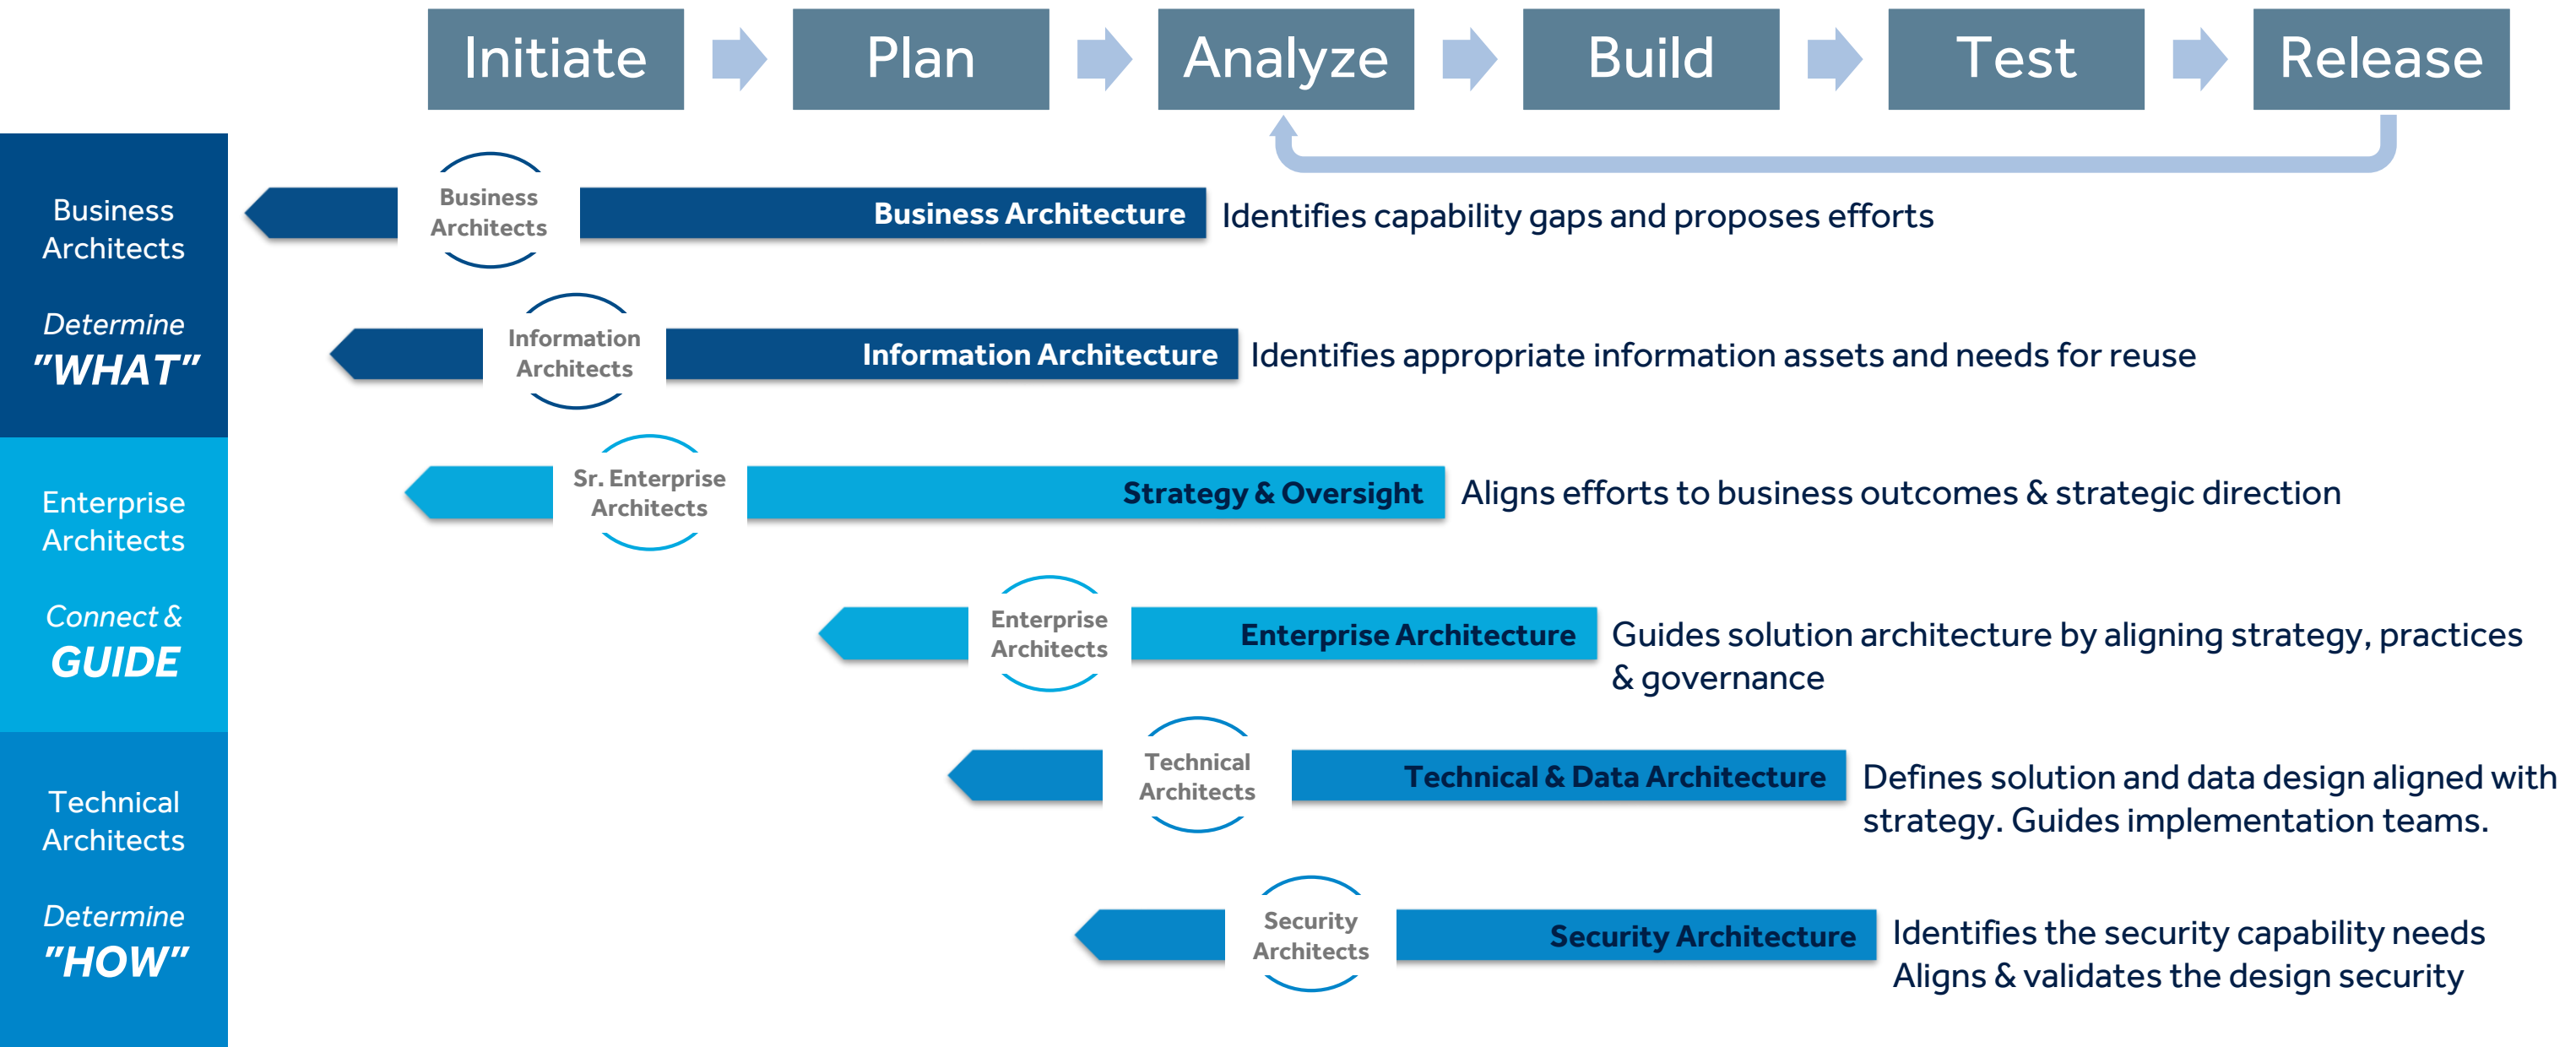 Initiate
Plan
Analyze
Build
Test
Release
Business
Architects
Determine
"WHAT"
Business
Architects
Business Architecture
Identifies capability gaps and proposes efforts
Information
Architects
Information Architecture
Identifies appropriate information assets and needs for reuse
Enterprise
Architects
Connect &
GUIDE
Sr. Enterprise
Architects
Strategy & Oversight
Aligns efforts to business outcomes & strategic direction
Enterprise
Architects
Enterprise Architecture
Guides solution architecture by aligning strategy, practices
& governance
Technical
Architects
Determine
"HOW"
Technical
Architects
Technical & Data Architecture
Defines solution and data design aligned with
strategy. Guides implementation teams.
Security
Architects
Security Architecture
Identifies the security capability needs
Aligns & validates the design security